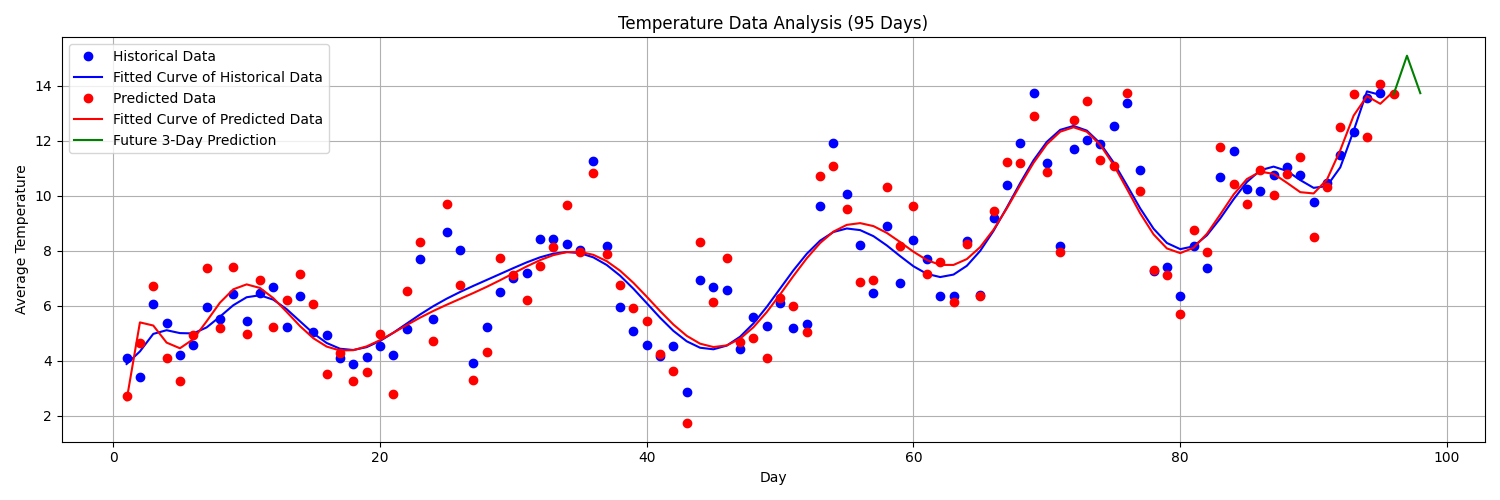 Temperature Data Analysis (95 Days)
Historical Data
Fitted Curve of Historical Data
Predicted Data
Fitted Curve of Predicted Data
Future 3-Day Prediction
Average Temperature
14
12
10
8
6
4
2
0 20 40 60 80 100
Day